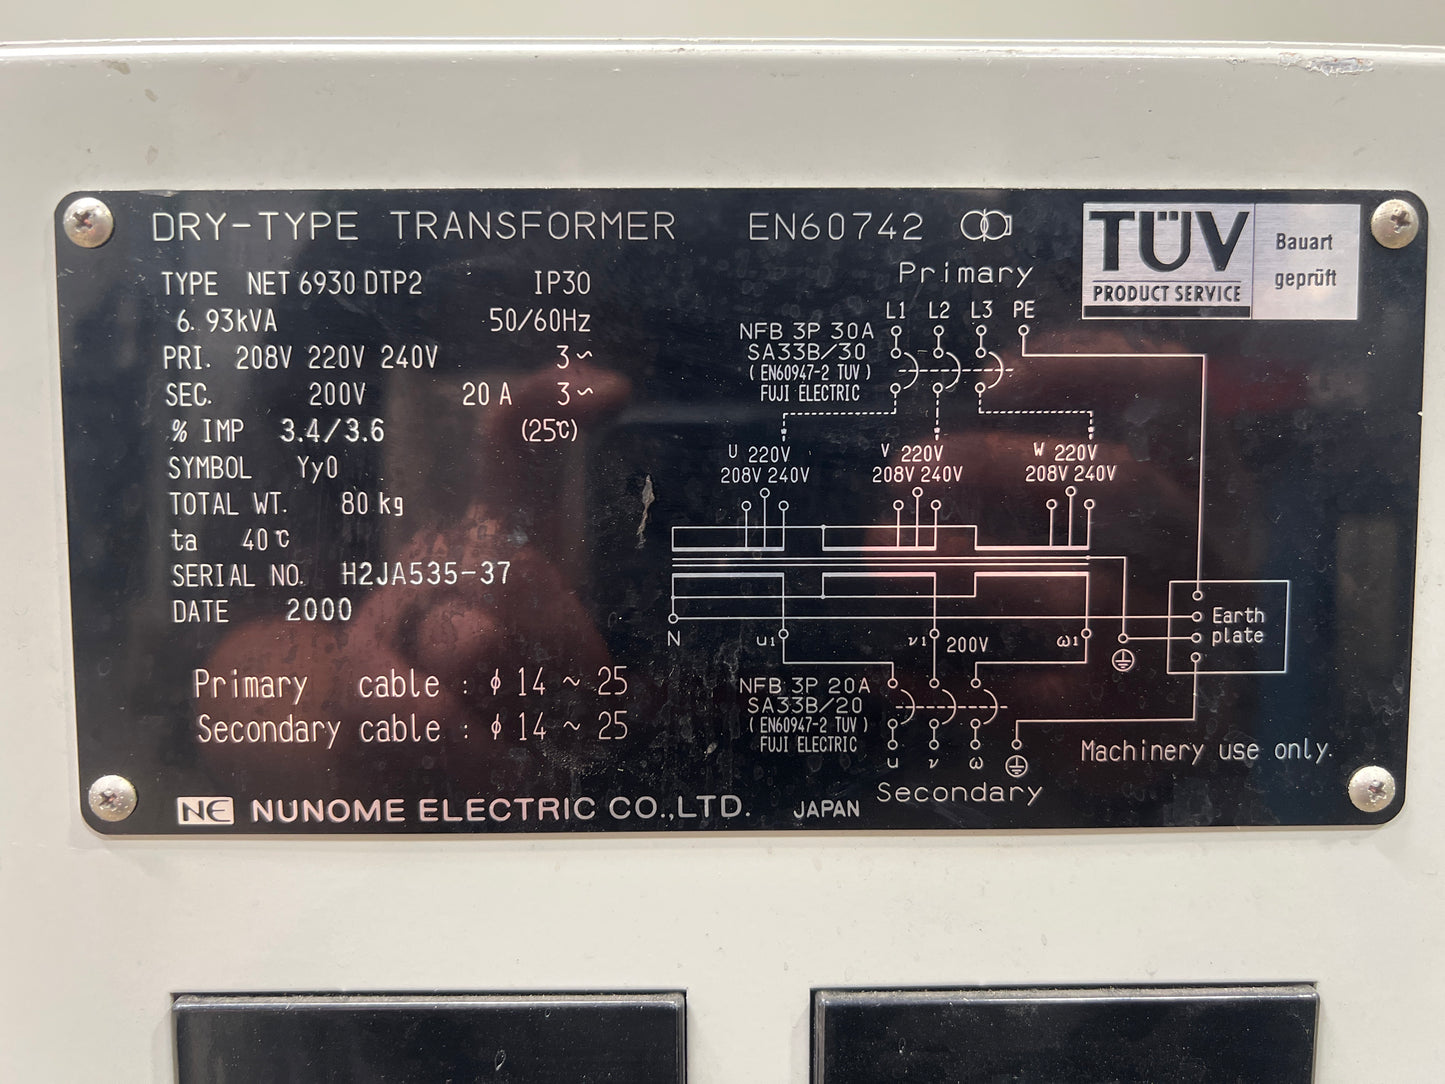 DRY-TYPE TRANSFORMER EN60742
TÜV
PRODUCT SERVICE
Bauart
geprüft
TYPE NET 6930 DTP2 IP30
6.93kVA 50/60Hz
PRI. 208V 220V 240V 3~
SEC. 200V 20A 3~
% IMP 3.4/3.6 (25℃)
SYMBOL Yy0
TOTAL WT. 80kg
ta 40℃
SERIAL NO. H2JA535-37
DATE 2000
Primary cable : ϕ 14 ~ 25
Secondary cable : ϕ 14 ~ 25
NE NUNOME ELECTRIC CO.,LTD. JAPAN
Primary
L1 L2 L3 PE
NFB 3P 30A
SA33B/30
(EN60947-2 TUV)
FUJI ELECTRIC
U 220V V 220V W 220V
208V 240V 208V 240V 208V 240V
N u1 v1 200V ω1
Earth
plate
NFB 3P 20A
SA33B/20
(EN60947-2 TUV)
FUJI ELECTRIC
u v ω
Secondary
Machinery use only.